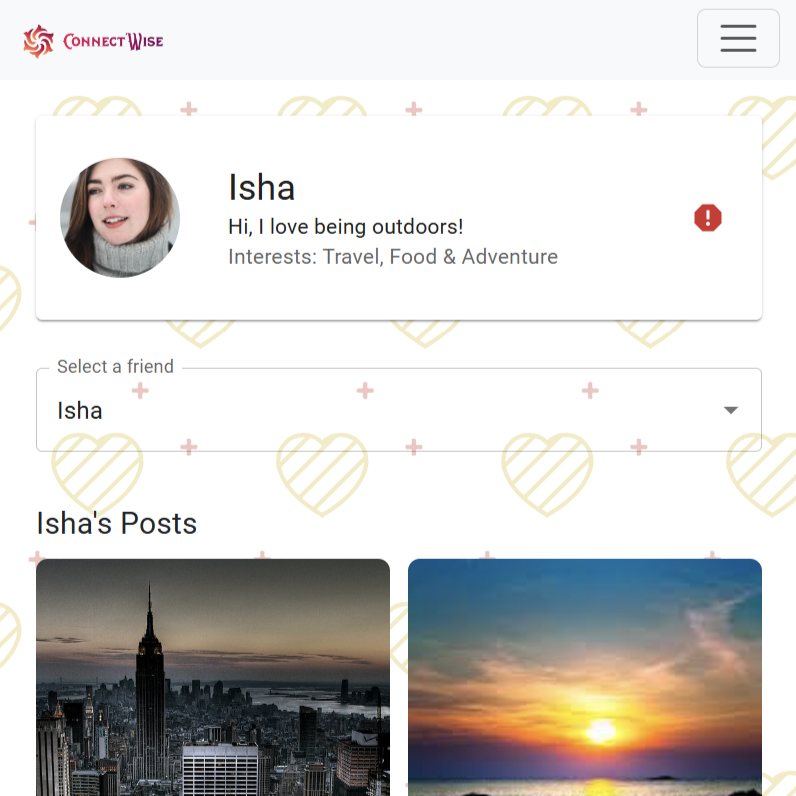 ConnectWise
Isha
Hi, I love being outdoors!
Interests: Travel, Food & Adventure
Select a friend
Isha
Isha's Posts